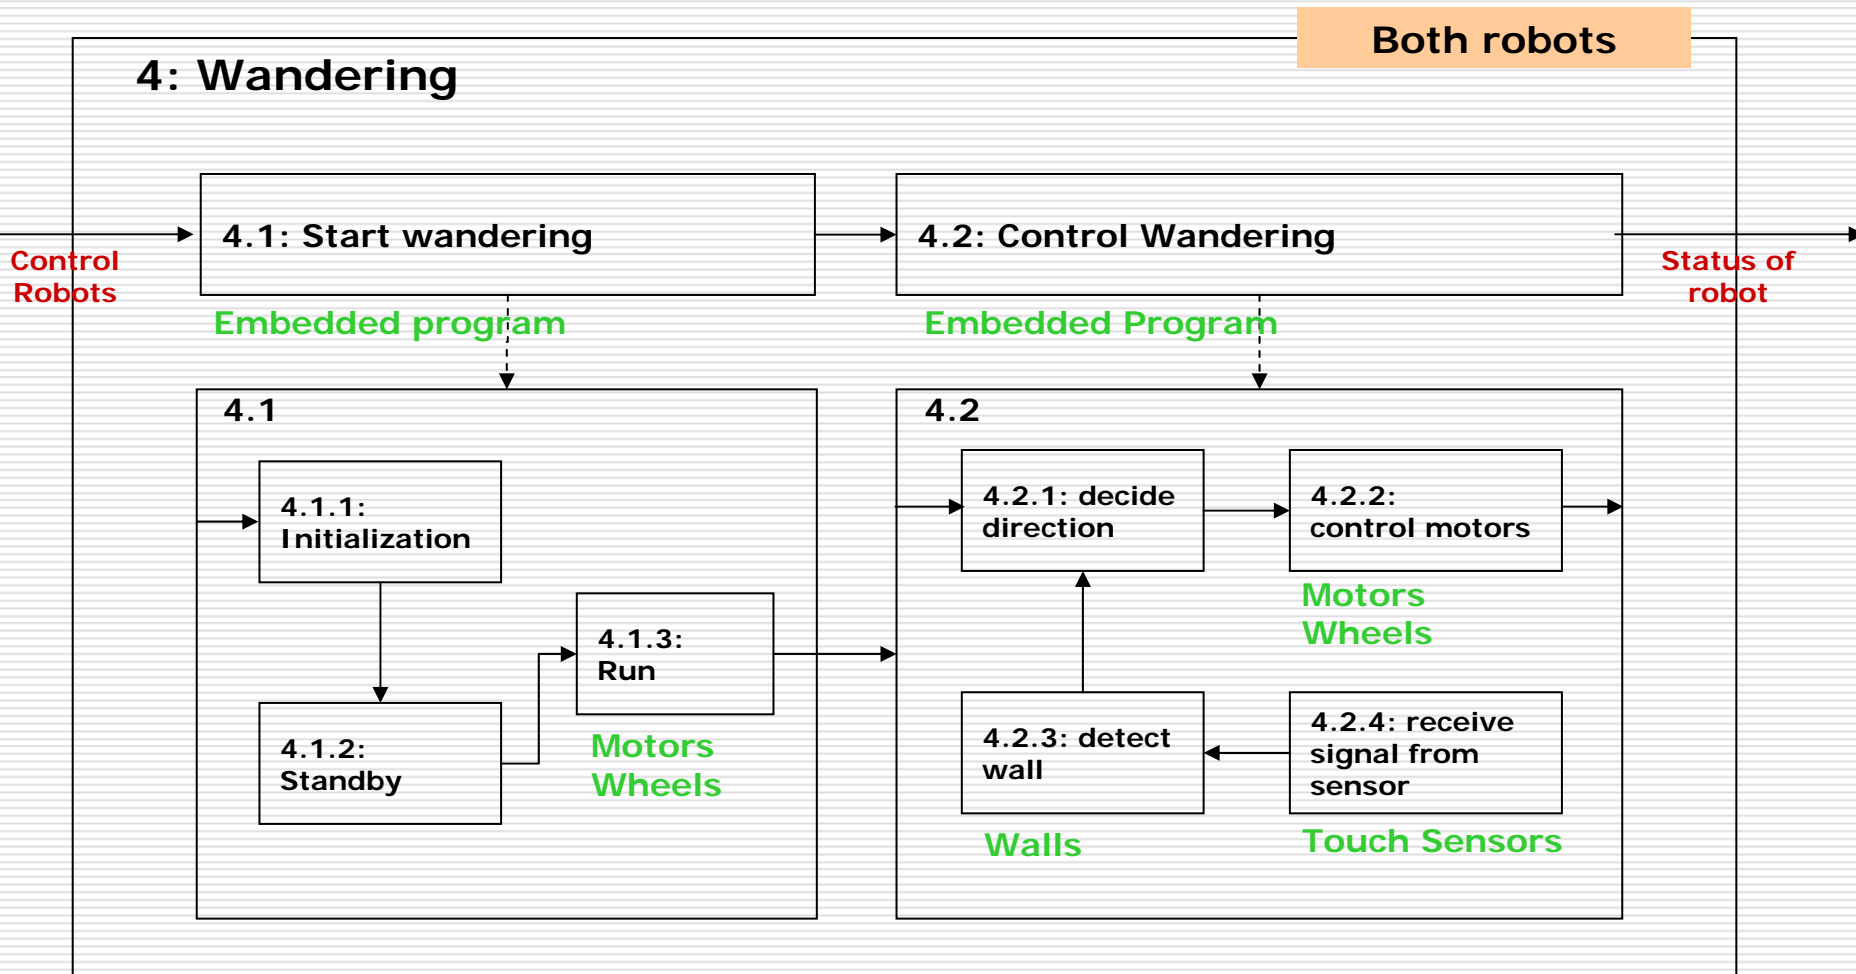 Both robots
4: Wandering
4.1: Start wandering
4.2: Control Wandering
Control
Robots
Status of
robot
Embedded program
Embedded Program
4.1
4.1.1:
Initialization
4.1.2:
Standby
4.1.3:
Run
Motors
Wheels
4.2
4.2.1: decide
direction
4.2.2:
control motors
Motors
Wheels
4.2.3: detect
wall
Walls
4.2.4: receive
signal from
sensor
Touch Sensors